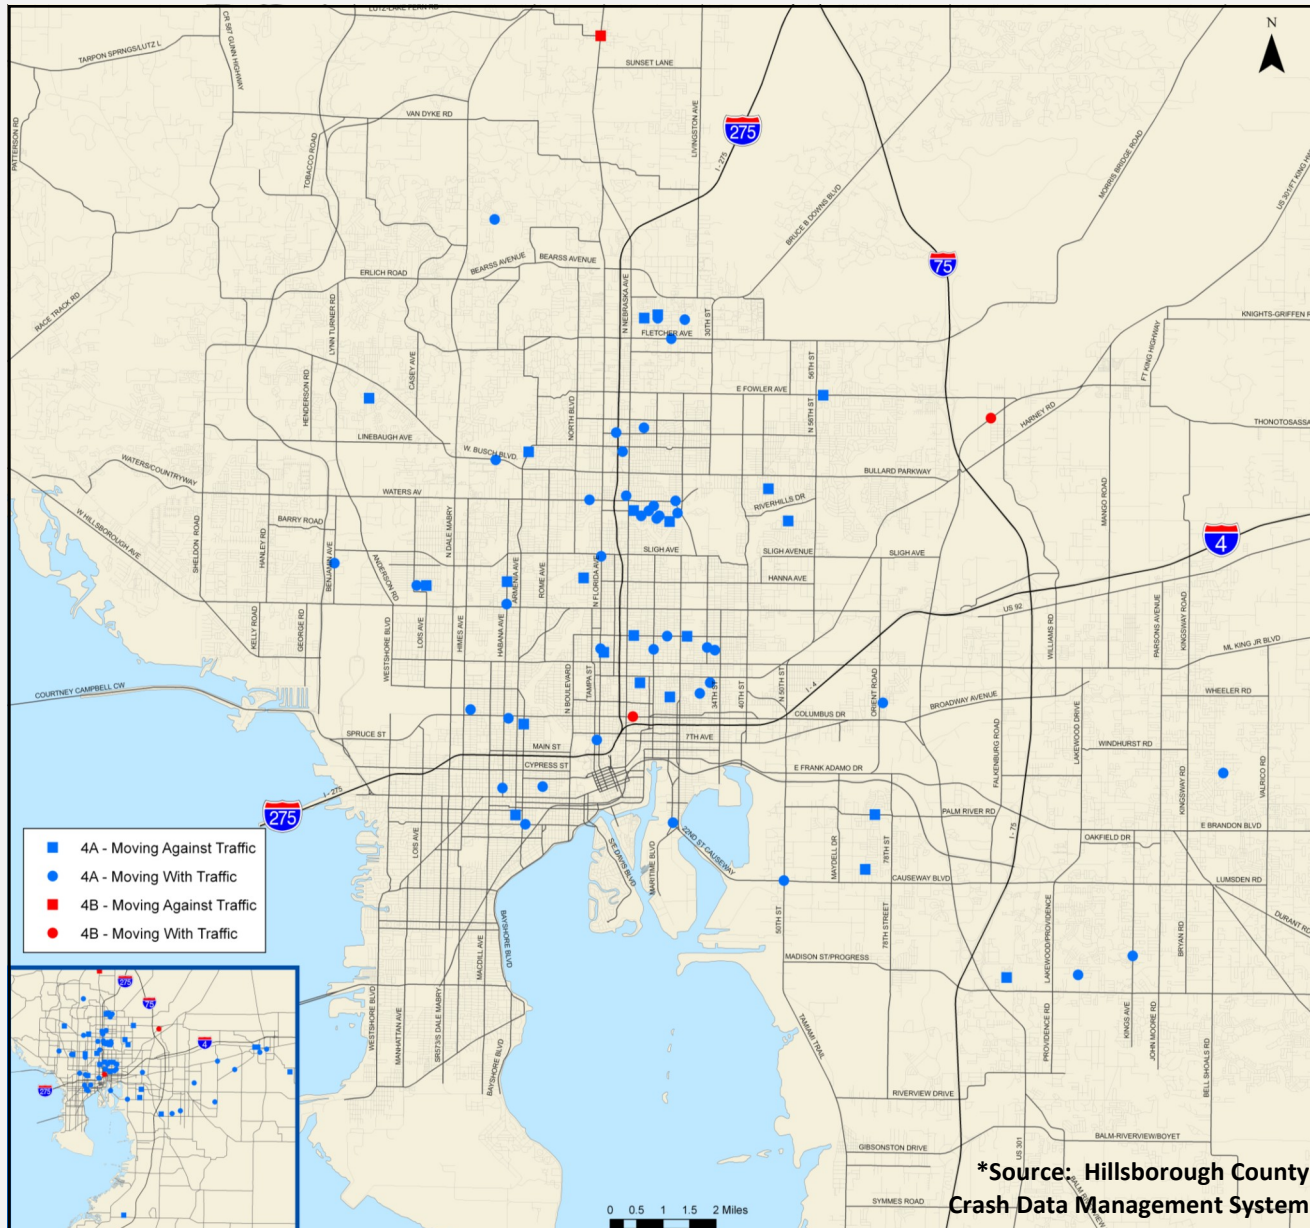 LUTZ-LAKE FERN RD
N
CR 587 GUNN HIGHWAY
TARPON SPRNGS/LUTZ L
SUNSET LANE
VAN DYKE RD
LIVINGSTON AVE
275
PATTERSON RD
TOBACCO ROAD
I - 275
MORRIS BRIDGE ROAD
US 301/FT KING HW
BRUCE B DOWNS BLVD
BEARSS AVENUE
BEARSS AVENUE
ERLICH ROAD
75
N NEBRASKA AVE
RACE TRACK RD
LYNN TURNER RD
30TH ST
KNIGHTS-GRIFFEN R
FLETCHER AVE
FT KING HIGHWAY
CASEY AVE
56TH ST
HENDERSON RD
E FOWLER AVE
NORTH BLVD
N 56TH ST
HARNEY RD
THONOTOSASSA
LINEBAUGH AVE
W. BUSCH BLVD.
WATERS/COUNTRYWAY
BULLARD PARKWAY
WATERS AV
RIVERHILLS DR
MANGO ROAD
W HILLSBOROUGH AVE
BARRY ROAD
SHELDON ROAD
HANLEY RD
N DALE MABRY
4
SLIGH AVE
SLIGH AVENUE
SLIGH AVE
BENJAMIN AVE
ANDERSON RD
ARMENIA AVE
ROME AVE
N FLORIDA AVE
HANNA AVE
US 92
KELLY ROAD
GEORGE RD
WESTSHORE BLVD
LOIS AVE
HIMES AVE
HABANA AVE
WILLIAMS RD
PARSONS AVENUE
KINGSWAY ROAD
ML KING JR BLVD
N BOULEVARD
TAMPA ST
34TH ST
40TH ST
N 50TH ST
I - 4
ORIENT ROAD
BROADWAY AVENUE
WHEELER RD
COURTNEY CAMPBELL CW
COLUMBUS DR
SPRUCE ST
7TH AVE
MAIN ST
FALKENBURG ROAD
LAKEWOOD DRIVE
WINDHURST RD
CYPRESS ST
E FRANK ADAMO DR
KINGSWAY RD
VALRICO RD
I - 275
275
PALM RIVER RD
E BRANDON BLVD
I - 75
OAKFIELD DR
LOIS AVE
S/E DAVIS BLVD
MARITIME BLVD
22ND ST CAUSEWAY
MAYDELL DR
78TH ST
CAUSEWAY BLVD
LUMSDEN RD
4A - Moving Against Traffic
4A - Moving With Traffic
4B - Moving Against Traffic
4B - Moving With Traffic
BAYSHORE BLVD
50TH ST
78TH STREET
LAKEWOOD/PROVIDENCE
BRYAN RD
DURANT RD
MACDILL AVE
MADISON ST/PROGRESS
275
75
4
275
WESTSHORE BLVD
MANHATTAN AVE
SR573/S DALE MABRY
BAYSHORE BLVD
TAMIAMI TRAIL
PROVIDENCE RD
KINGS AVE
JOHN MOORE RD
BELL SHOALS RD
RIVERVIEW DRIVE
US 301
BALM-RIVERVIEW/BOYET
GIBSONSTON DRIVE
*Source: Hillsborough County
SYMMES ROAD
Crash Data Management System
0 0.5 1 1.5 2 Miles